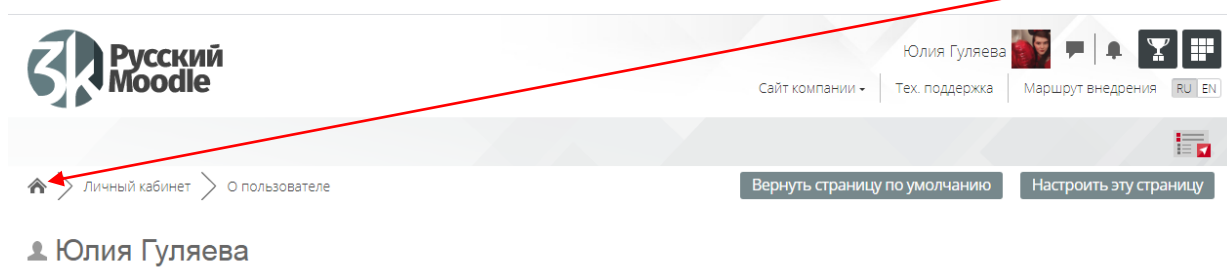 3k Русский
Moodle
Юлия Гуляева
Сайт компании Тех. поддержка Маршрут внедрения RU EN
Личный кабинет О пользователе Вернуть страницу по умолчанию Настроить эту страницу
Юлия Гуляева